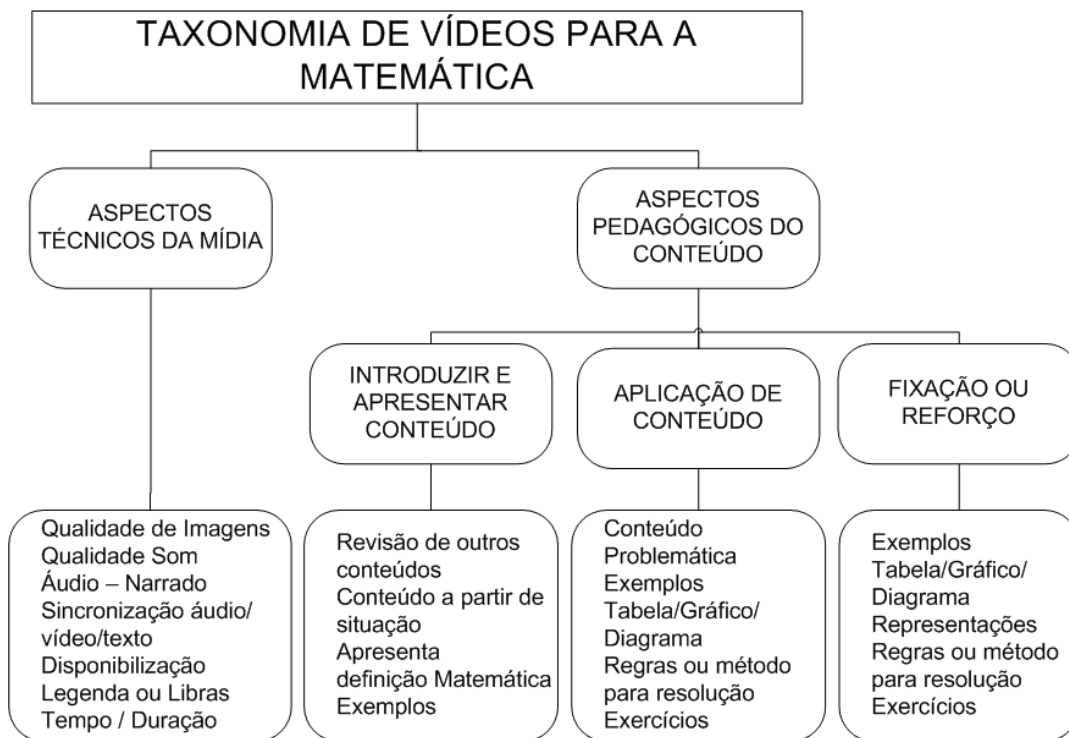 TAXONOMIA DE VÍDEOS PARA A
MATEMÁTICA
ASPECTOS
TÉCNICOS DA MÍDIA
ASPECTOS
PEDAGÓGICOS DO
CONTEÚDO
INTRODUZIR E
APRESENTAR
CONTEÚDO
APLICAÇÃO DE
CONTEÚDO
FIXAÇÃO OU
REFORÇO
Qualidade de Imagens
Qualidade Som
Áudio – Narrado
Sincronização áudio/
vídeo/texto
Disponibilização
Legenda ou Libras
Tempo / Duração
Revisão de outros
conteúdos
Conteúdo a partir de
situação
Apresenta
definição Matemática
Exemplos
Conteúdo
Problemática
Exemplos
Tabela/Gráfico/
Diagrama
Regras ou método
para resolução
Exercícios
Exemplos
Tabela/Gráfico/
Diagrama
Representações
Regras ou método
para resolução
Exercícios